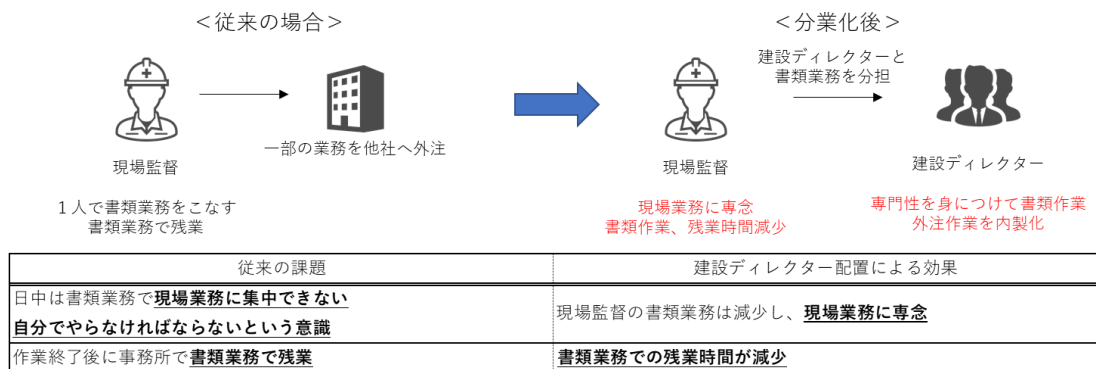 ＜従来の場合＞
＜分業化後＞
建設ディレクターと
書類業務を分担
一部の業務を他社へ外注
現場監督
現場監督
建設ディレクター
１人で書類業務をこなす
書類業務で残業
現場業務に専念
書類作業、残業時間減少
専門性を身につけて書類作業
外注作業を内製化
従来の課題
建設ディレクター配置による効果
日中は書類業務で現場業務に集中できない
自分でやらなければならないという意識
現場監督の書類業務は減少し、現場業務に専念
作業終了後に事務所で書類業務で残業
書類業務での残業時間が減少